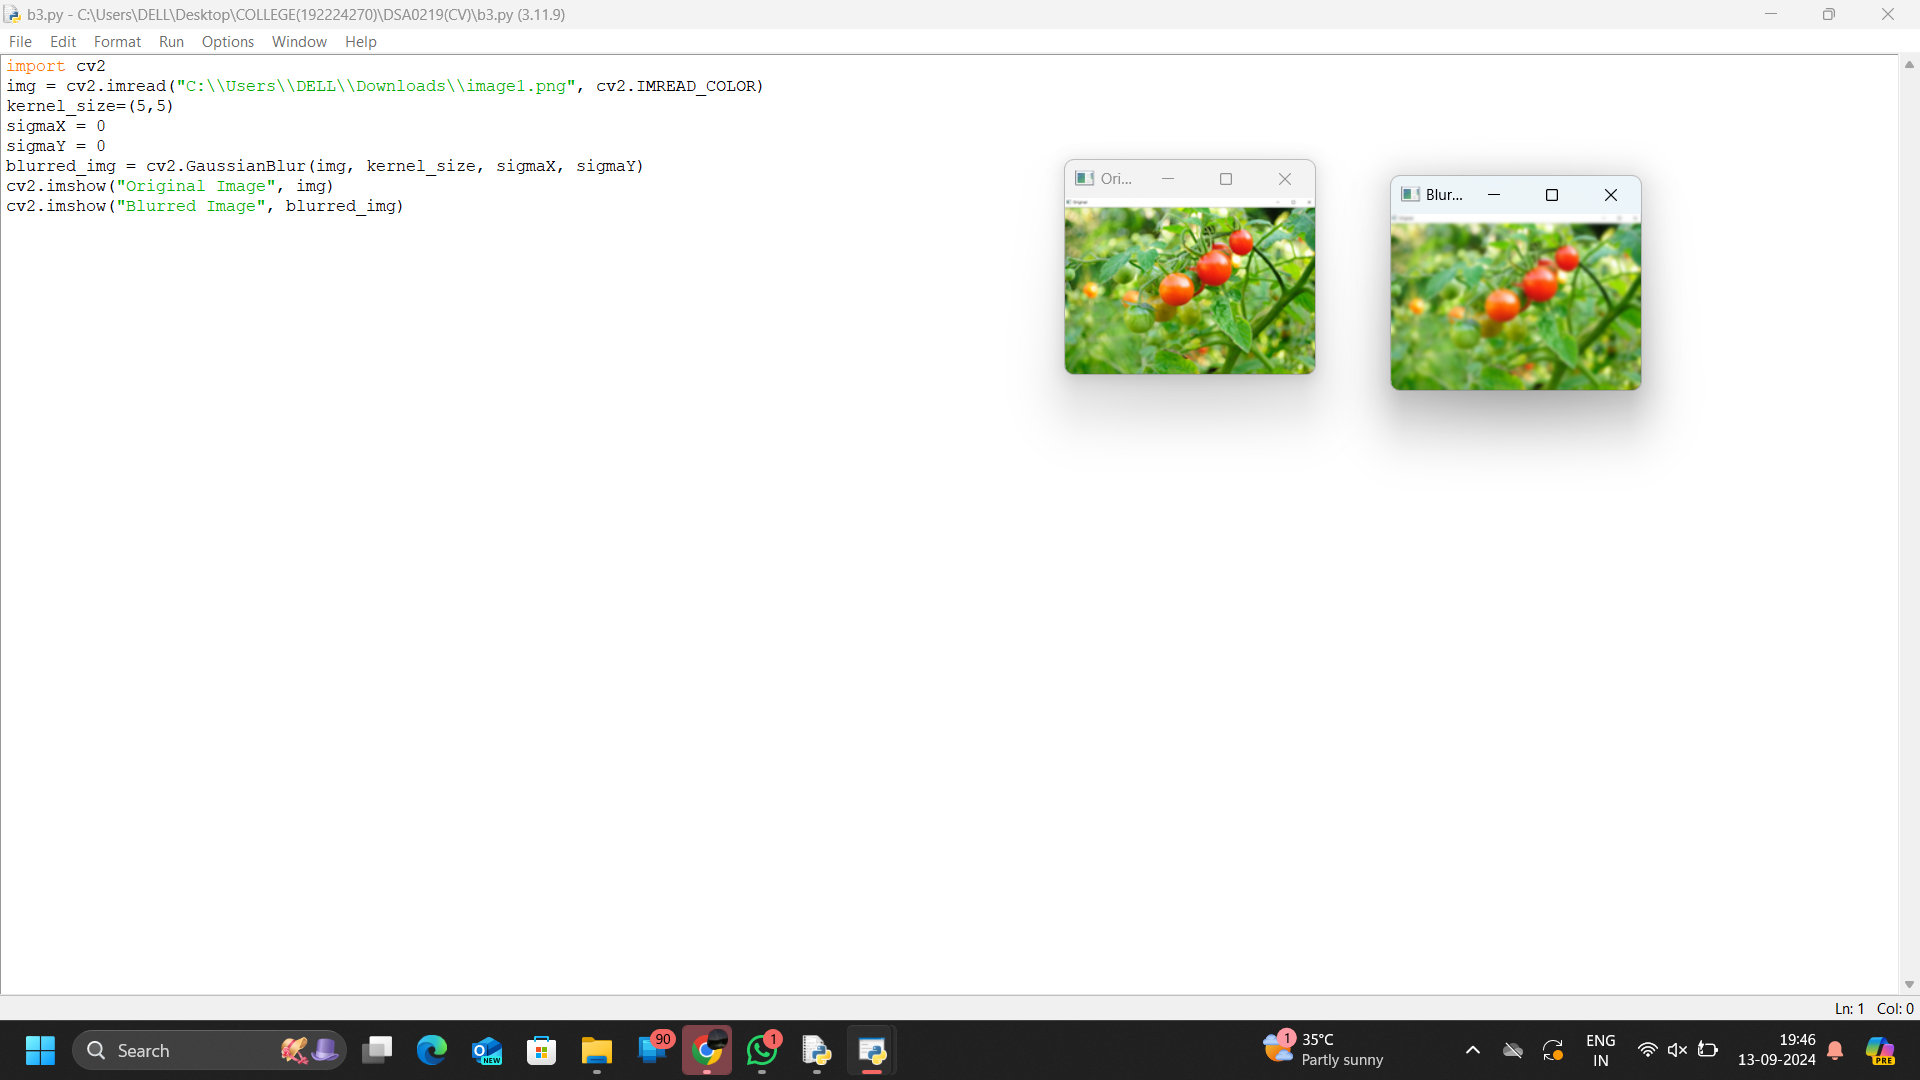 b3.py - C:\Users\DELL\Desktop\COLLEGE(192224270)\DSA0219(CV)\b3.py (3.11.9)
File Edit Format Run Options Window Help
import cv2
img = cv2.imread("C:\\Users\\DELL\\Downloads\\image1.png", cv2.IMREAD_COLOR)
kernel_size=(5,5)
sigmaX = 0
sigmaY = 0
blurred_img = cv2.GaussianBlur(img, kernel_size, sigmaX, sigmaY)
cv2.imshow("Original Image", img)
cv2.imshow("Blurred Image", blurred_img)
Ori...
Blur...
Ln: 1 Col: 0
Search
NEW
90
1
1
35°C
Partly sunny
ENG
IN
19:46
13-09-2024
PRE